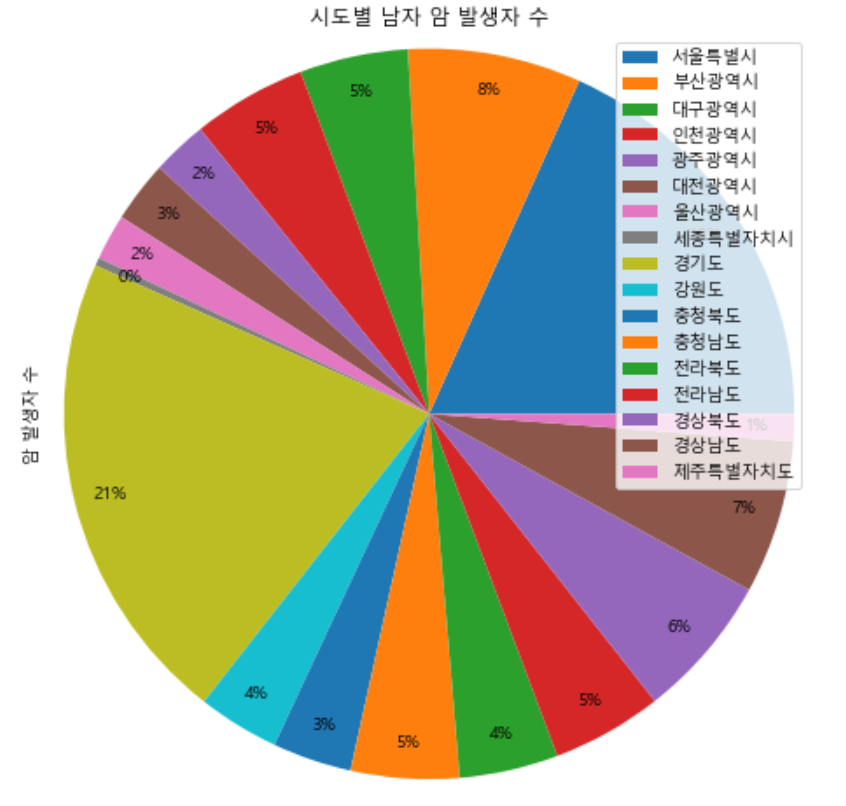 시도별 남자 암 발생자 수
서울특별시
부산광역시
대구광역시
인천광역시
광주광역시
대전광역시
울산광역시
세종특별자치시
경기도
강원도
충청북도
충청남도
전라북도
전라남도
경상북도
경상남도
제주특별자치도
8%
5%
5%
2%
3%
2%
0%
암 발생자 수
21%
4%
3%
5%
4%
5%
6%
7%
1%